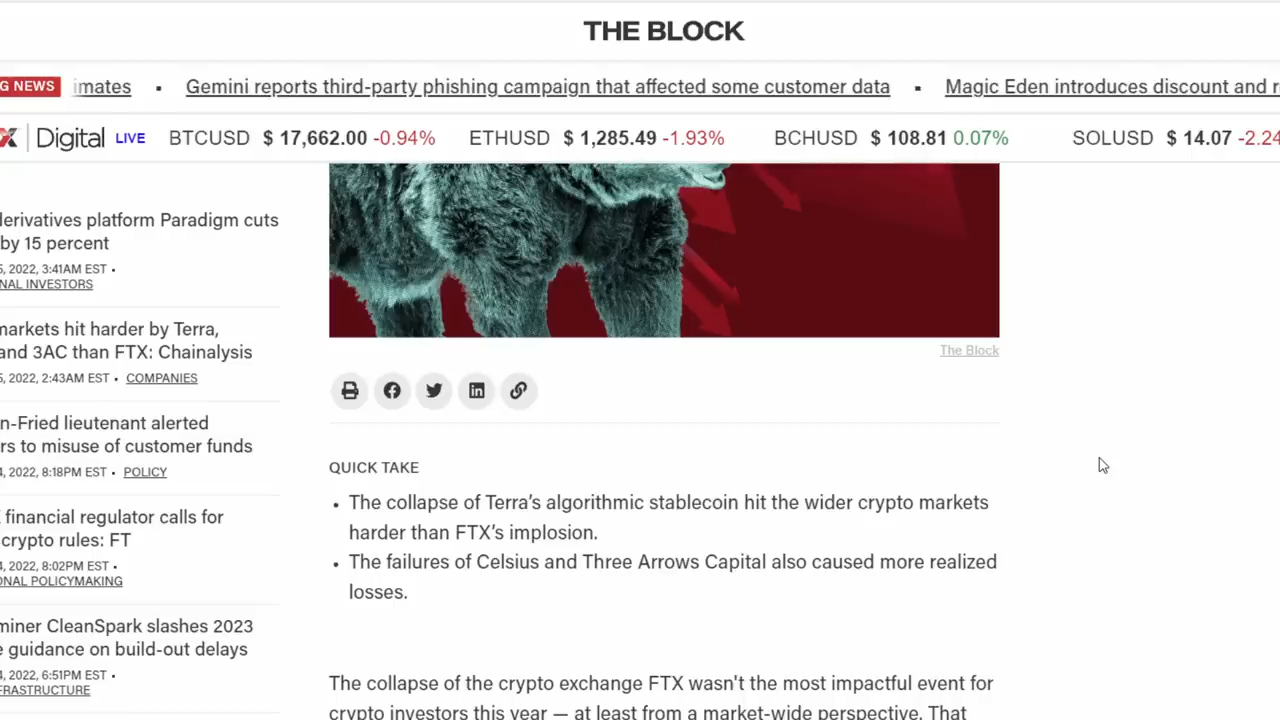 THE BLOCK
G NEWS imates ▪ Gemini reports third-party phishing campaign that affected some customer data ▪ Magic Eden introduces discount and r
X | Digital LIVE BTCUSD $ 17,662.00 -0.94% ETHUSD $ 1,285.49 -1.93% BCHUSD $ 108.81 0.07% SOLUSD $ 14.07 -2.24
derivatives platform Paradigm cuts
by 15 percent
5, 2022, 3:41AM EST •
NAL INVESTORS
markets hit harder by Terra,
and 3AC than FTX: Chainalysis
5, 2022, 2:43AM EST • COMPANIES
n-Fried lieutenant alerted
rs to misuse of customer funds
4, 2022, 8:18PM EST • POLICY
financial regulator calls for
crypto rules: FT
4, 2022, 8:02PM EST •
ONAL POLICYMAKING
miner CleanSpark slashes 2023
e guidance on build-out delays
4, 2022, 6:51PM EST •
FRASTRUCTURE
The Block
QUICK TAKE
• The collapse of Terra’s algorithmic stablecoin hit the wider crypto markets
harder than FTX’s implosion.
• The failures of Celsius and Three Arrows Capital also caused more realized
losses.
The collapse of the crypto exchange FTX wasn't the most impactful event for
crypto investors this year — at least from a market-wide perspective. That